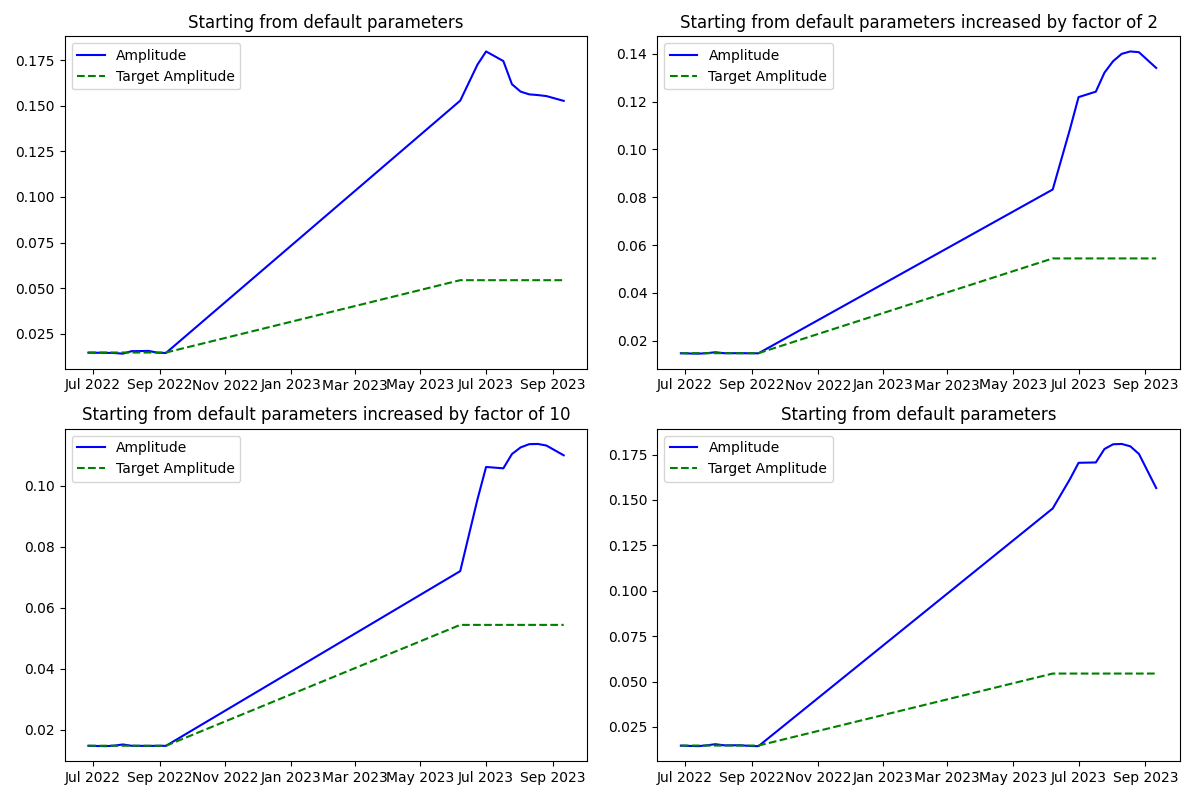 Starting from default parameters
Amplitude
Target Amplitude
0.175
0.150
0.125
0.100
0.075
0.050
0.025
Jul 2022 Sep 2022 Nov 2022 Jan 2023 Mar 2023 May 2023 Jul 2023 Sep 2023
Starting from default parameters increased by factor of 2
Amplitude
Target Amplitude
0.14
0.12
0.10
0.08
0.06
0.04
0.02
Jul 2022 Sep 2022 Nov 2022 Jan 2023 Mar 2023 May 2023 Jul 2023 Sep 2023
Starting from default parameters increased by factor of 10
Amplitude
Target Amplitude
0.10
0.08
0.06
0.04
0.02
Jul 2022 Sep 2022 Nov 2022 Jan 2023 Mar 2023 May 2023 Jul 2023 Sep 2023
Starting from default parameters
Amplitude
Target Amplitude
0.175
0.150
0.125
0.100
0.075
0.050
0.025
Jul 2022 Sep 2022 Nov 2022 Jan 2023 Mar 2023 May 2023 Jul 2023 Sep 2023